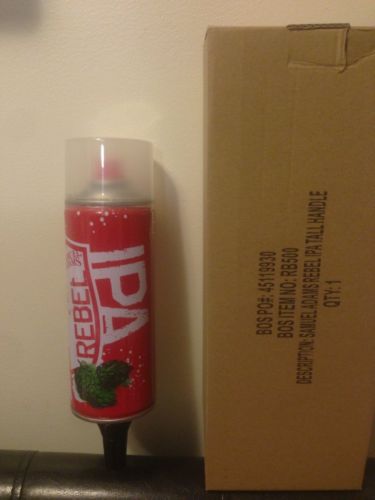 REBEL
IPA
BOS PO#: 45119930
BOS ITEM NO: RB500
DESCRIPTION: SAMUEL ADAMS REBEL IPA TALL HANDLE
QTY: 1